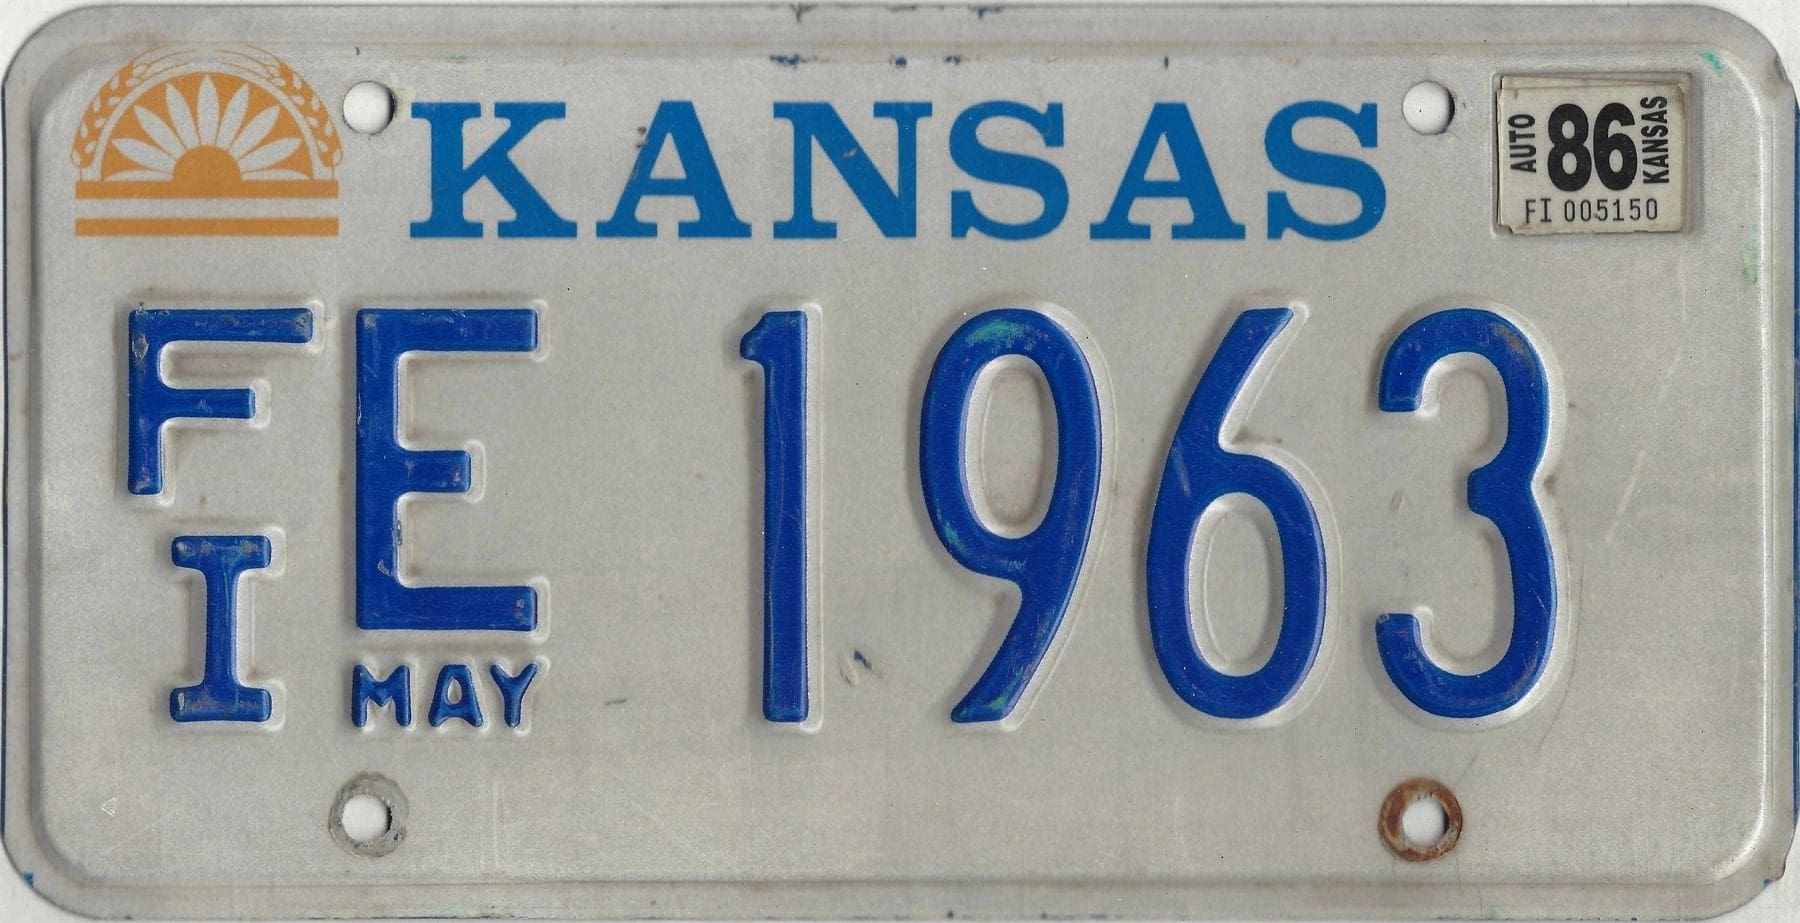 KANSAS
AUTO 86 KANSAS
FI 005150
FI E 1963
MAY